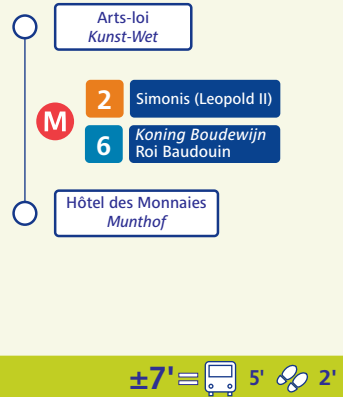 Arts-loi
Kunst-Wet
M
2 Simonis (Leopold II)
6 Koning Boudewijn
Roi Baudouin
Hôtel des Monnaies
Munthof
±7'= 5' 2'